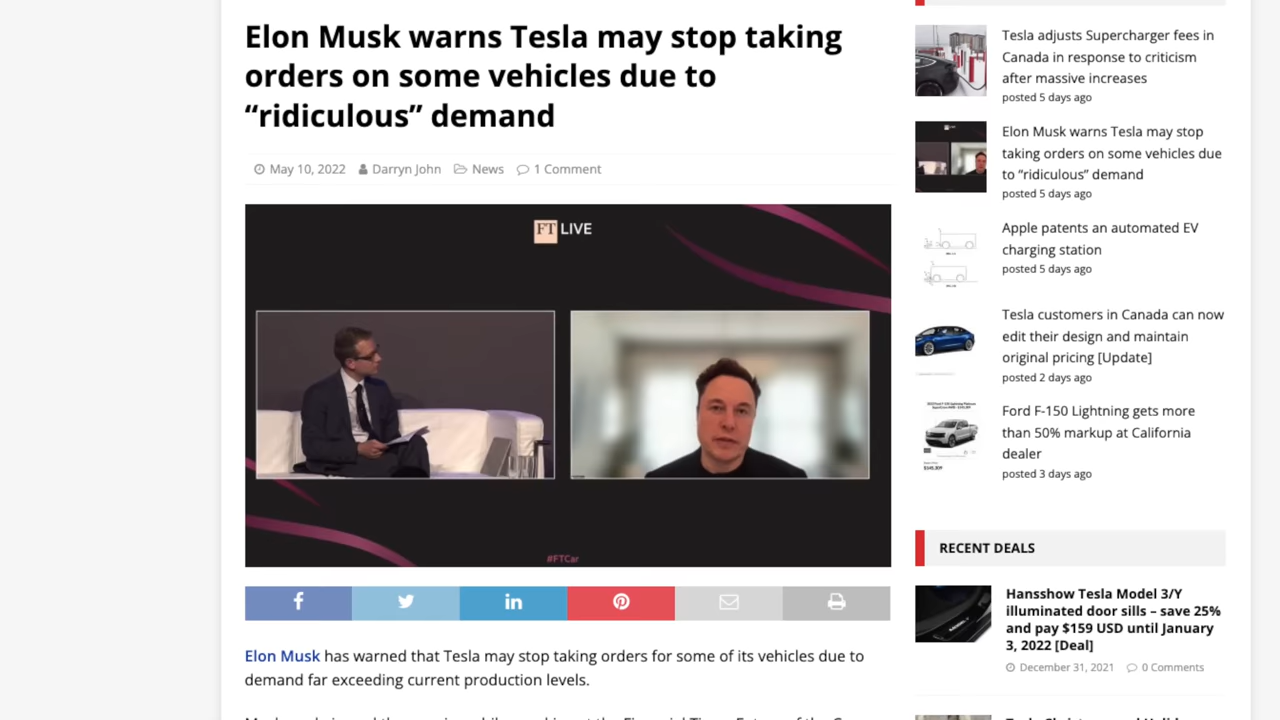 Elon Musk warns Tesla may stop taking
orders on some vehicles due to
“ridiculous” demand
May 10, 2022 Darryn John News 1 Comment
FT LIVE
#FTCar
Elon Musk has warned that Tesla may stop taking orders for some of its vehicles due to
demand far exceeding current production levels.
Tesla adjusts Supercharger fees in
Canada in response to criticism
after massive increases
posted 5 days ago
Elon Musk warns Tesla may stop
taking orders on some vehicles due
to “ridiculous” demand
posted 5 days ago
Apple patents an automated EV
charging station
posted 5 days ago
Tesla customers in Canada can now
edit their design and maintain
original pricing [Update]
posted 2 days ago
Ford F-150 Lightning gets more
than 50% markup at California
dealer
posted 3 days ago
RECENT DEALS
Hansshow Tesla Model 3/Y
illuminated door sills – save 25%
and pay $159 USD until January
3, 2022 [Deal]
December 31, 2021 0 Comments